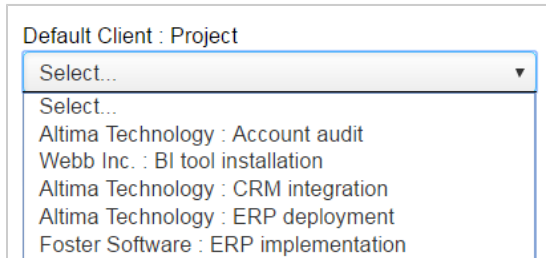 Default Client : Project
Select...
Select...
Altima Technology : Account audit
Webb Inc. : BI tool installation
Altima Technology : CRM integration
Altima Technology : ERP deployment
Foster Software : ERP implementation